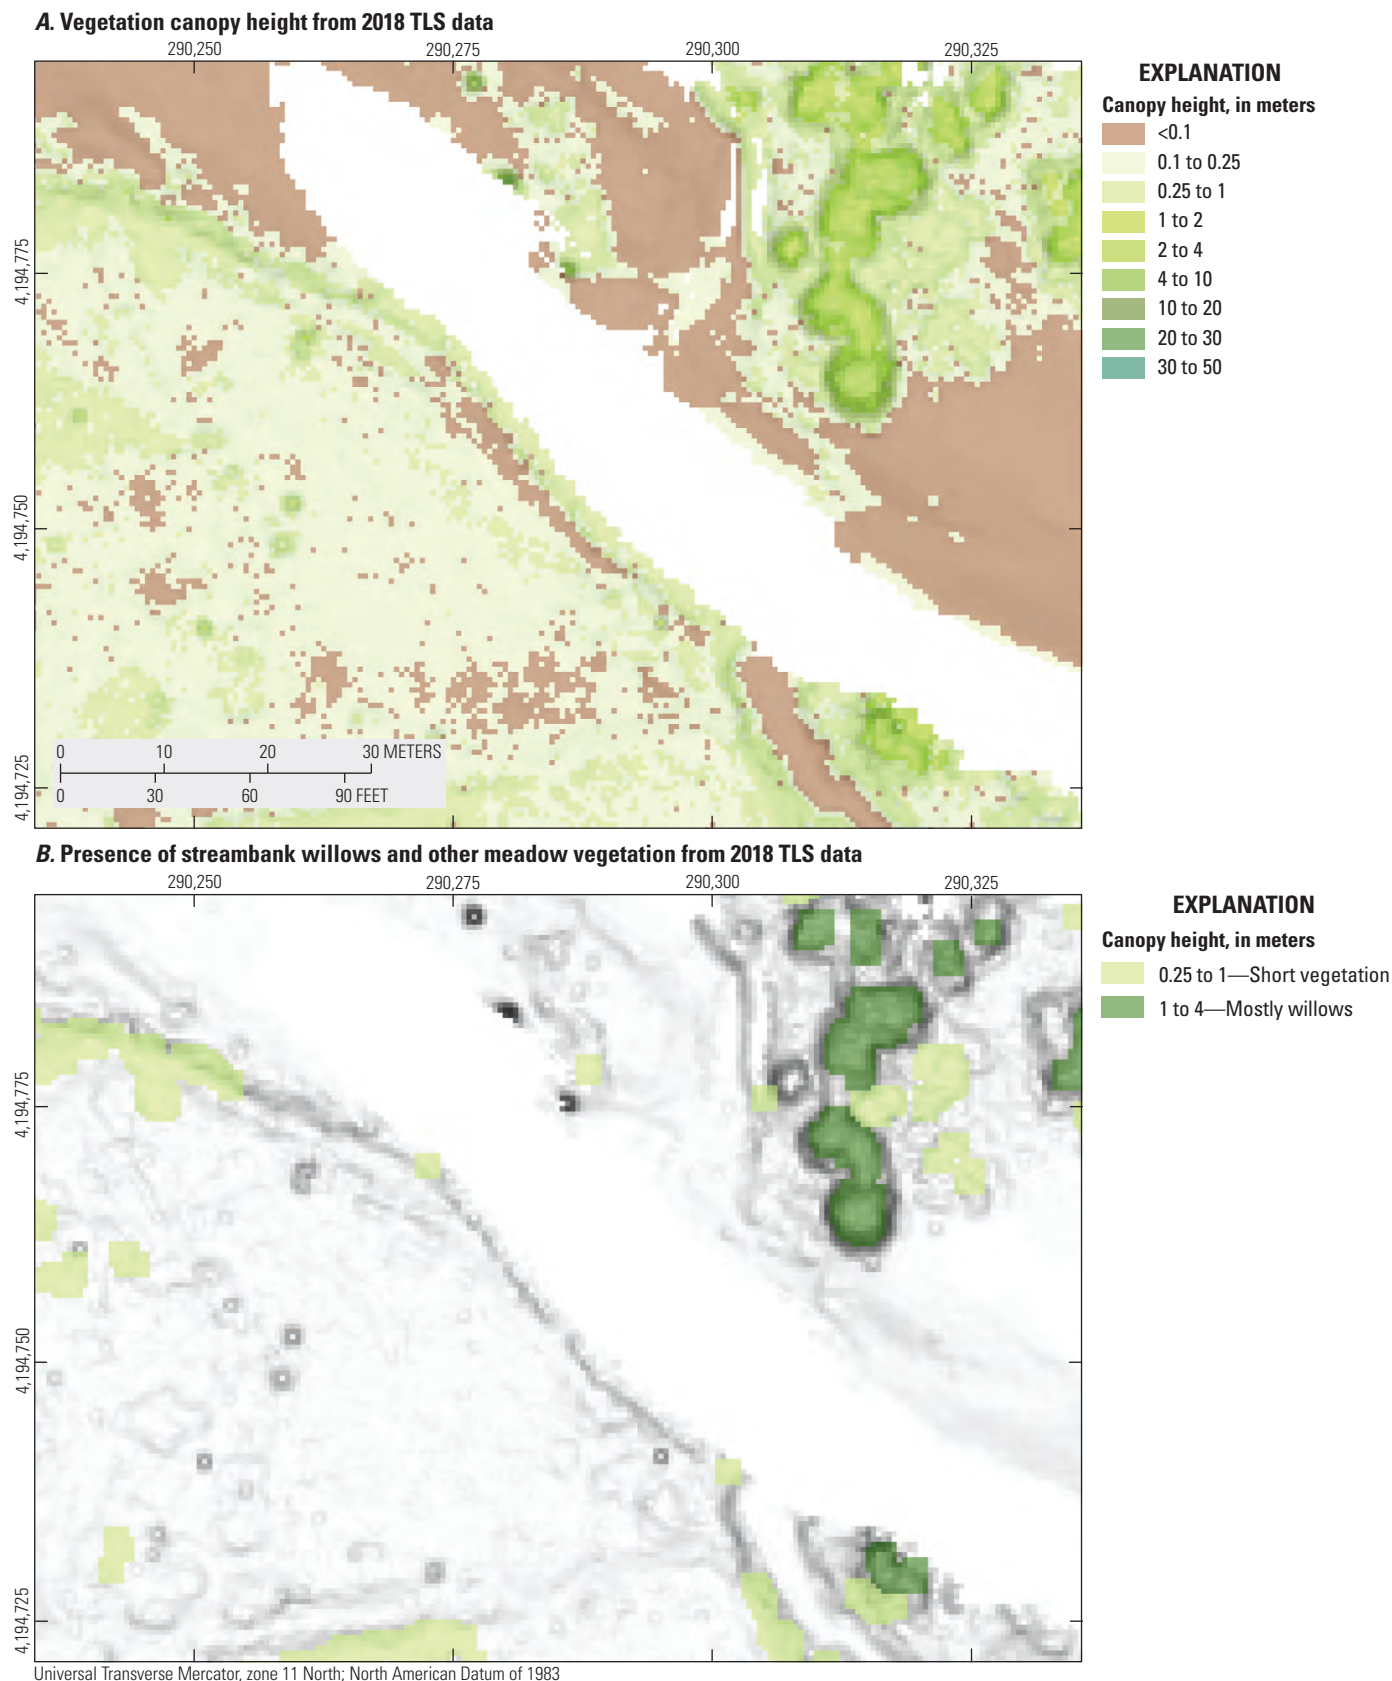 A. Vegetation canopy height from 2018 TLS data
290,250 290,275 290,300 290,325
4,194,775
4,194,750
4,194,725
0 10 20 30 METERS
0 30 60 90 FEET
EXPLANATION
Canopy height, in meters
<0.1
0.1 to 0.25
0.25 to 1
1 to 2
2 to 4
4 to 10
10 to 20
20 to 30
30 to 50
B. Presence of streambank willows and other meadow vegetation from 2018 TLS data
290,250 290,275 290,300 290,325
4,194,775
4,194,750
4,194,725
EXPLANATION
Canopy height, in meters
0.25 to 1—Short vegetation
1 to 4—Mostly willows
Universal Transverse Mercator, zone 11 North; North American Datum of 1983